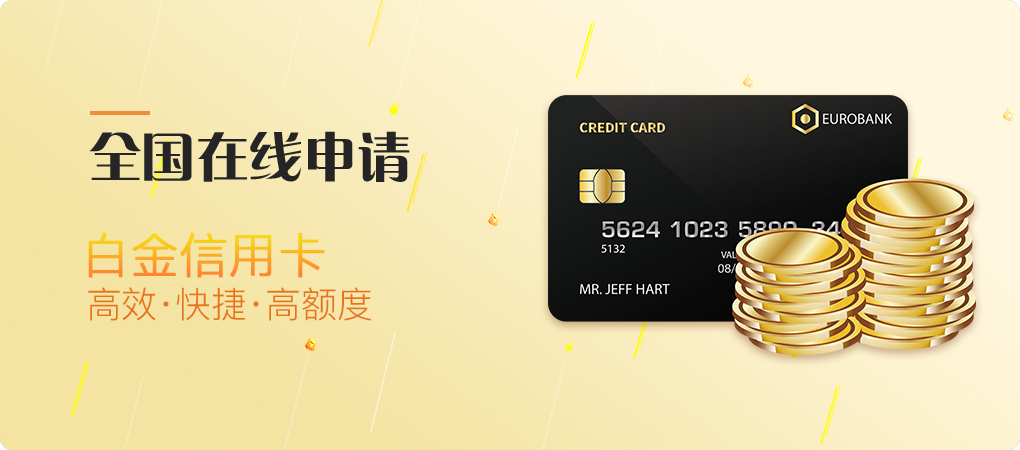 全国在线申请
白金信用卡
高效·快捷·高额度
CREDIT CARD
EUROBANK
5624 1023
5132
MR. JEFF HART